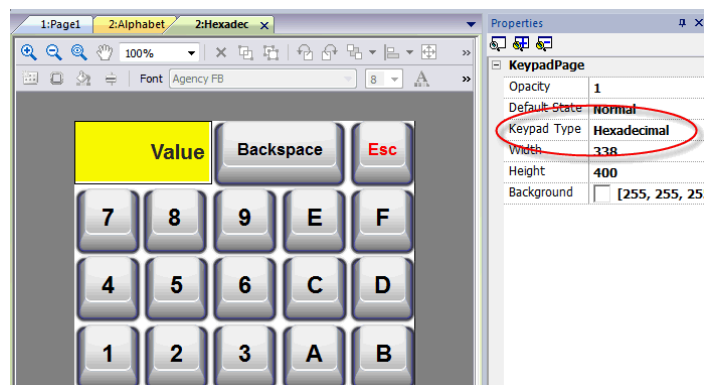 1:Page1 2:Alphabet 2:Hexadec x
100%
Font Agency FB 8 A
Value Backspace Esc
7 8 9 E F
4 5 6 C D
1 2 3 A B
Properties
KeypadPage
Opacity 1
Default State Normal
Keypad Type Hexadecimal
Width 338
Height 400
Background [255, 255, 25